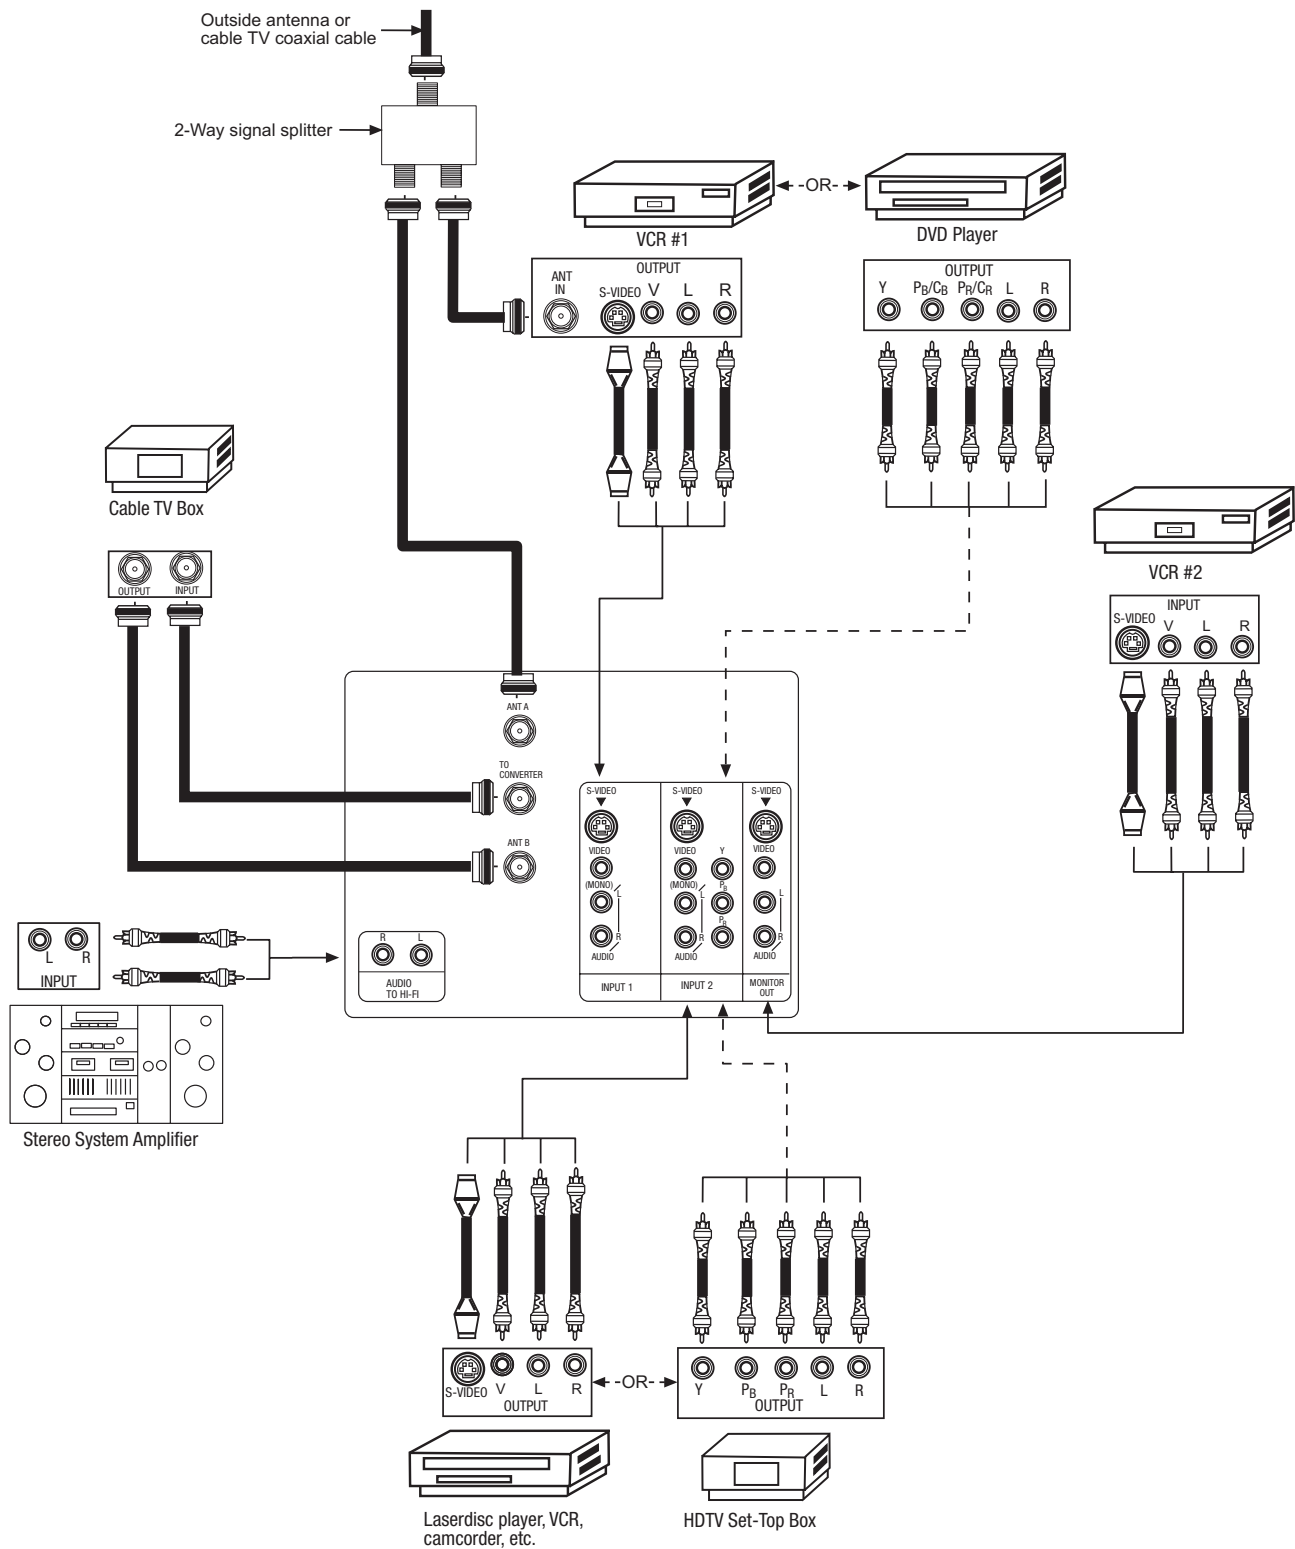 Outside antenna or
cable TV coaxial cable
2-Way signal splitter
-OR-
VCR #1
DVD Player
OUTPUT
ANT
IN
S-VIDEO V L R
OUTPUT
Y PB/CB PR/CR L R
Cable TV Box
OUTPUT INPUT
VCR #2
INPUT
S-VIDEO V L R
ANT A
TO
CONVERTER
ANT B
S-VIDEO
VIDEO
(MONO)
L
R
AUDIO
INPUT 1
S-VIDEO
VIDEO Y
(MONO) PB
L
PR
R
AUDIO
INPUT 2
S-VIDEO
VIDEO
L
R
AUDIO
MONITOR
OUT
R L
AUDIO
TO HI-FI
L R
INPUT
Stereo System Amplifier
S-VIDEO V L R
OUTPUT
-OR-
Y PB PR L R
OUTPUT
Laserdisc player, VCR,
camcorder, etc.
HDTV Set-Top Box